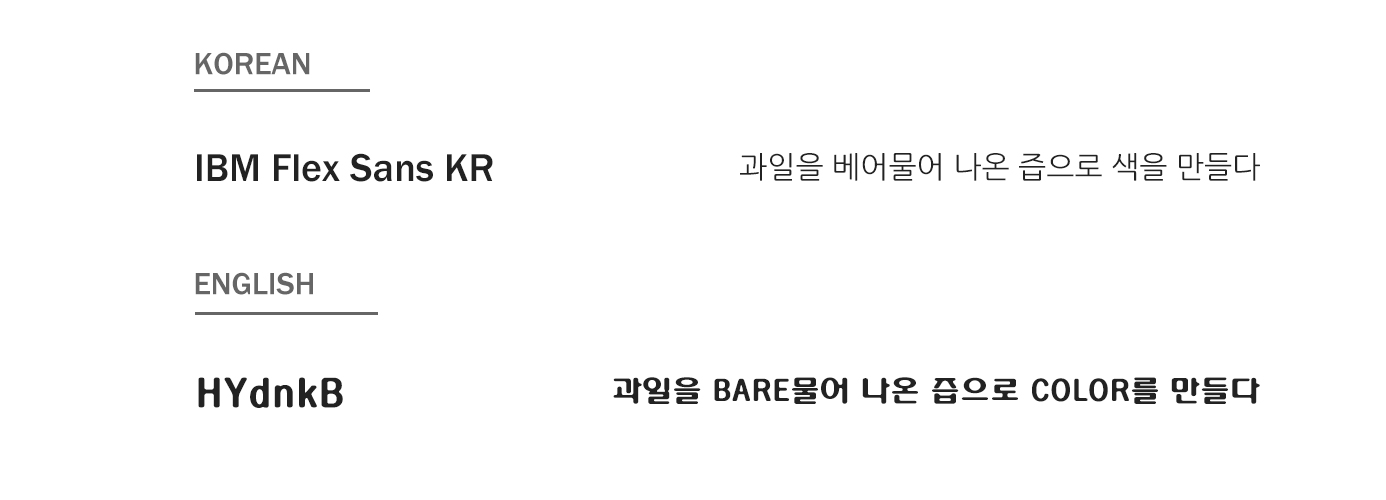 KOREAN
IBM Flex Sans KR
과일을 베어물어 나온 즙으로 색을 만들다
ENGLISH
HYdnkB
과일을 BARE물어 나온 즙으로 COLOR를 만들다